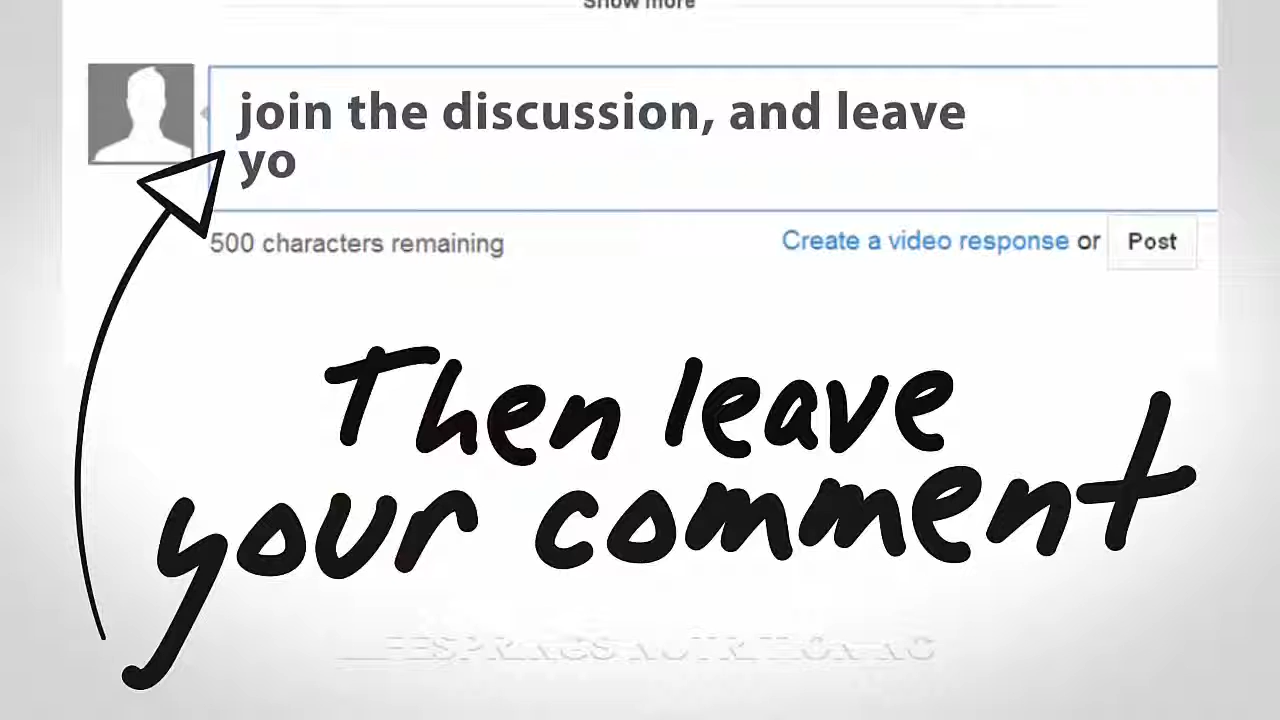 Show more
join the discussion, and leave
yo
500 characters remaining
Create a video response or Post
Then leave
your comment